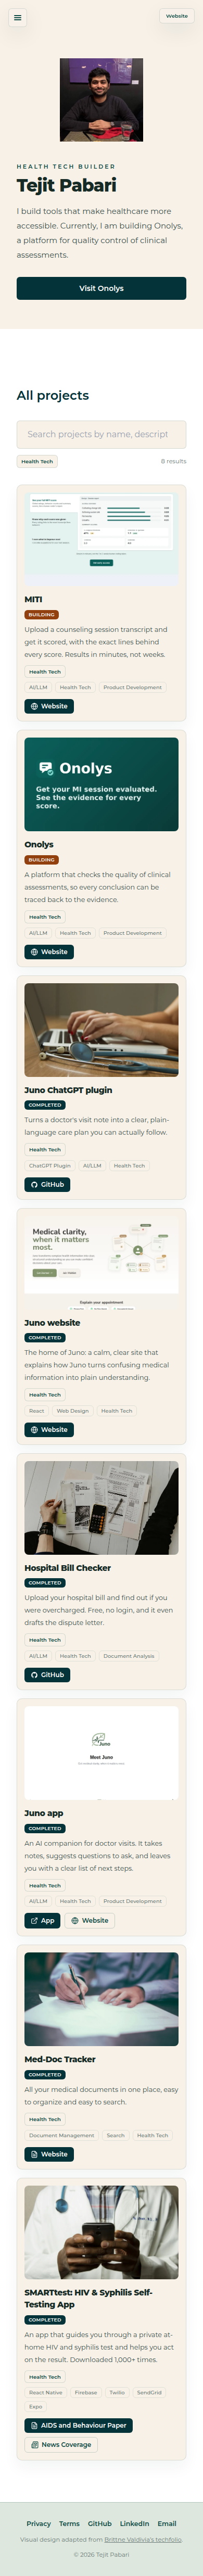 Website
HEALTH TECH BUILDER
Tejit Pabari
I build tools that make healthcare more
accessible. Currently, I am building Onolys,
a platform for quality control of clinical
assessments.
Visit Onolys
All projects
Search projects by name, descript
Health Tech
8 results
MITI
BUILDING
Upload a counseling session transcript and
get it scored, with the exact lines behind
every score. Results in minutes, not weeks.
Health Tech
AI/LLM Health Tech Product Development
Website
Onolys
Get your MI session evaluated.
See the evidence for every
score.
Onolys
BUILDING
A platform that checks the quality of clinical
assessments, so every conclusion can be
traced back to the evidence.
Health Tech
AI/LLM Health Tech Product Development
Website
Juno ChatGPT plugin
COMPLETED
Turns a doctor's visit note into a clear, plain-
language care plan you can actually follow.
Health Tech
ChatGPT Plugin AI/LLM Health Tech
GitHub
Medical clarity,
when it matters
most.
Explain your appointment
Juno website
COMPLETED
The home of Juno: a calm, clear site that
explains how Juno turns confusing medical
information into plain understanding.
Health Tech
React Web Design Health Tech
Website
Hospital Bill Checker
COMPLETED
Upload your hospital bill and find out if you
were overcharged. Free, no login, and it even
drafts the dispute letter.
Health Tech
AI/LLM Health Tech Document Analysis
GitHub
Juno
Meet Juno
Juno app
COMPLETED
An AI companion for doctor visits. It takes
notes, suggests questions to ask, and leaves
you with a clear list of next steps.
Health Tech
AI/LLM Health Tech Product Development
App Website
Med-Doc Tracker
COMPLETED
All your medical documents in one place, easy
to organize and easy to search.
Health Tech
Document Management Search Health Tech
Website
SMARTtest: HIV & Syphilis Self-
Testing App
COMPLETED
An app that guides you through a private at-
home HIV and syphilis test and helps you act
on the result. Downloaded 1,000+ times.
Health Tech
React Native Firebase Twilio SendGrid
Expo
AIDS and Behaviour Paper
News Coverage
Privacy Terms GitHub LinkedIn Email
Visual design adapted from Brittne Valdivia's techfolio.
© 2026 Tejit Pabari